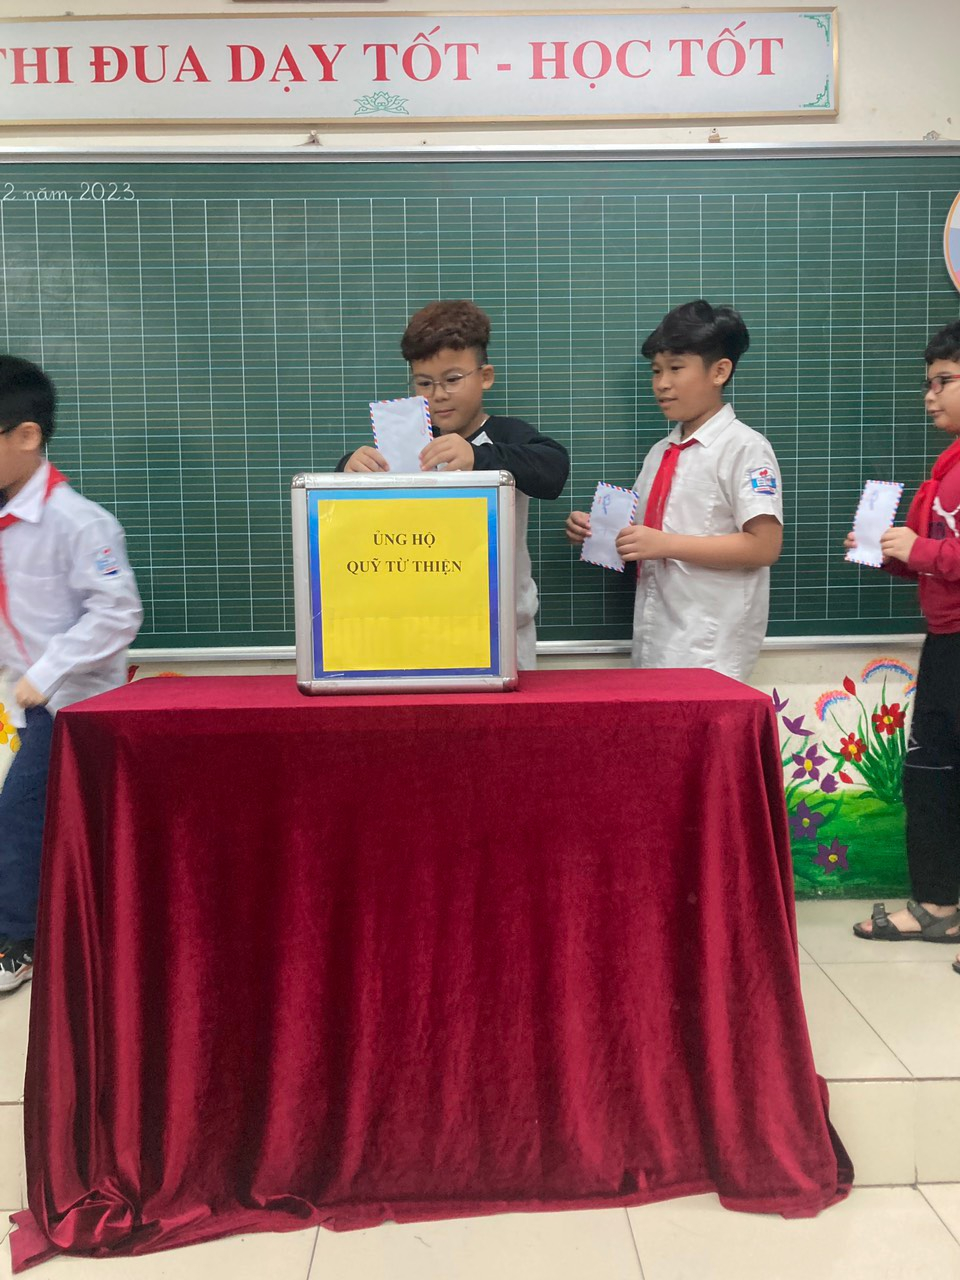 THI ĐUA DẠY TỐT - HỌC TỐT
2 năm 2023
ỦNG HỘ
QUỸ TỪ THIỆN